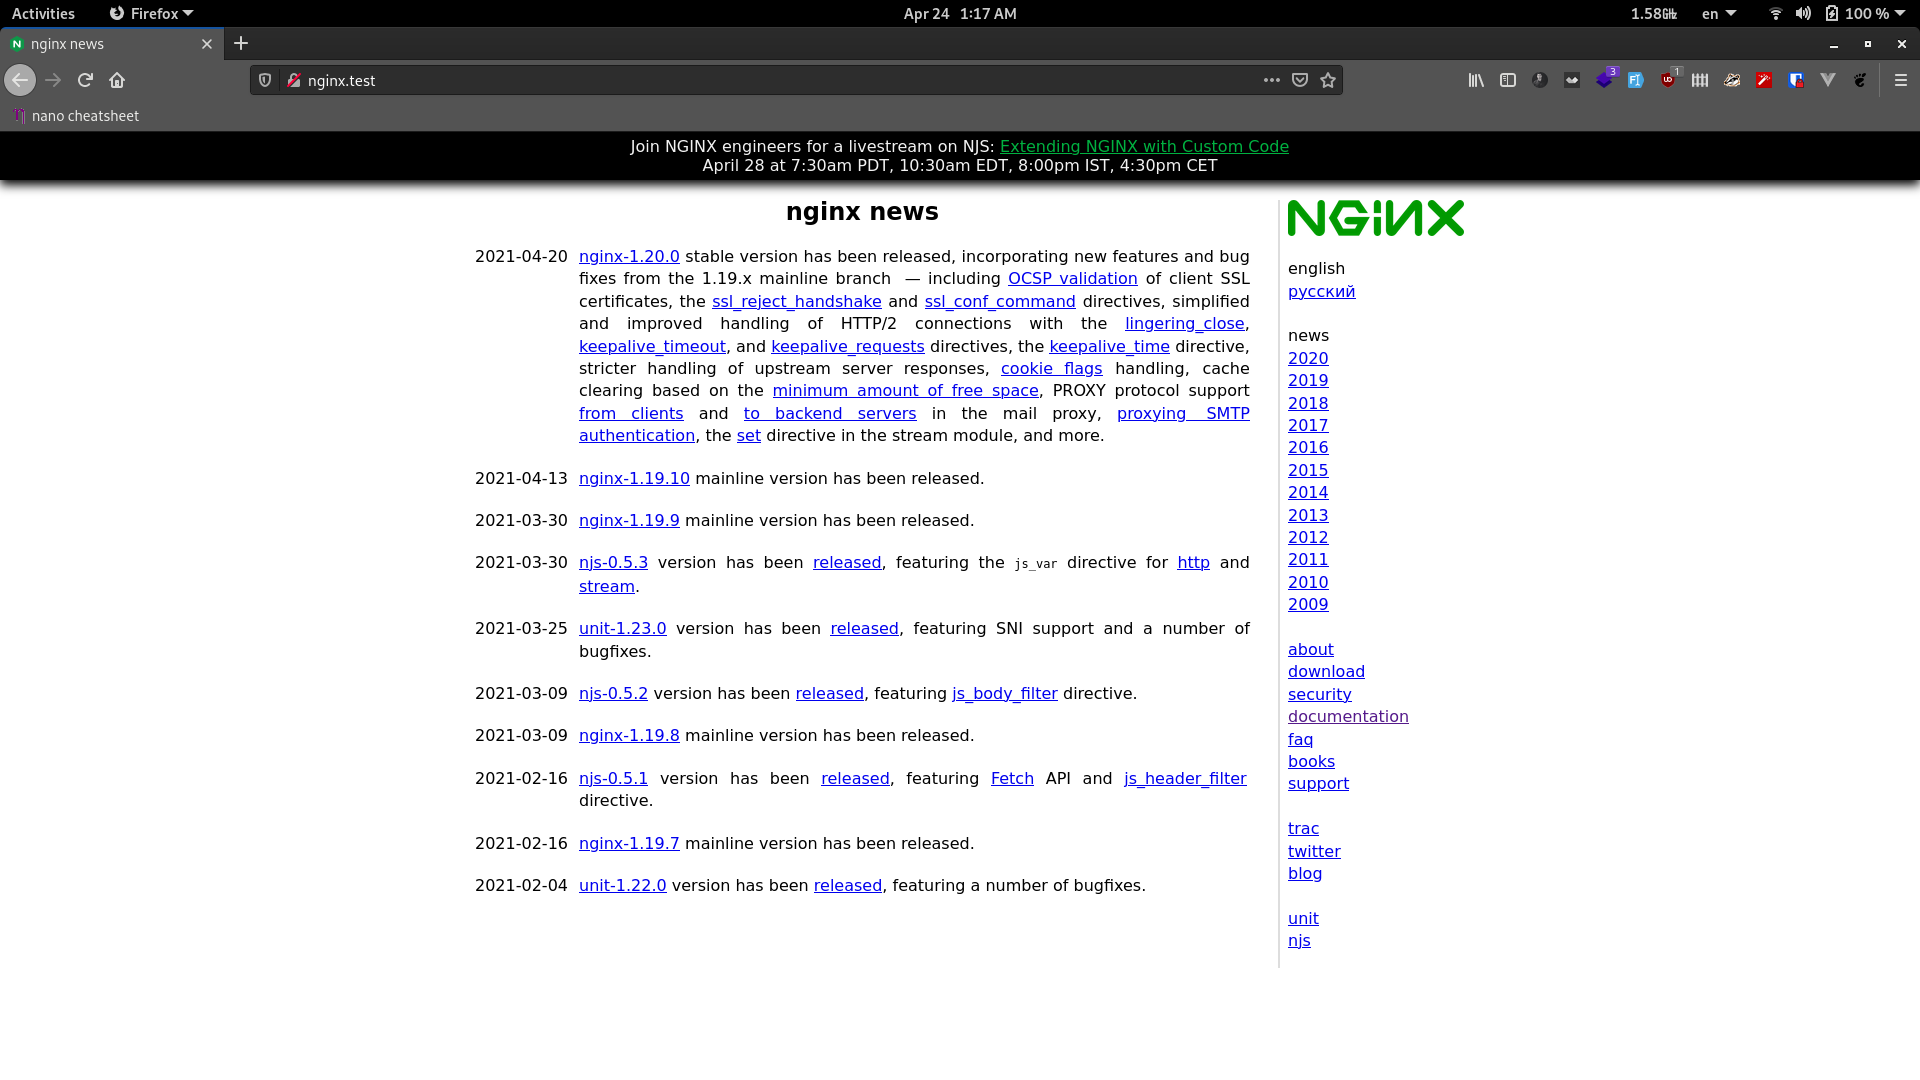 Activities Firefox Apr 24 1:17 AM 1.58GHz en 100 %
nginx news
nginx.test
3 1
nano cheatsheet
Join NGINX engineers for a livestream on NJS: Extending NGINX with Custom Code
April 28 at 7:30am PDT, 10:30am EDT, 8:00pm IST, 4:30pm CET
nginx news
2021-04-20 nginx-1.20.0 stable version has been released, incorporating new features and bug
fixes from the 1.19.x mainline branch — including OCSP validation of client SSL
certificates, the ssl_reject_handshake and ssl_conf_command directives, simplified
and improved handling of HTTP/2 connections with the lingering_close,
keepalive_timeout, and keepalive_requests directives, the keepalive_time directive,
stricter handling of upstream server responses, cookie flags handling, cache
clearing based on the minimum amount of free space, PROXY protocol support
from clients and to backend servers in the mail proxy, proxying SMTP
authentication, the set directive in the stream module, and more.
2021-04-13 nginx-1.19.10 mainline version has been released.
2021-03-30 nginx-1.19.9 mainline version has been released.
2021-03-30 njs-0.5.3 version has been released, featuring the js_var directive for http and
stream.
2021-03-25 unit-1.23.0 version has been released, featuring SNI support and a number of
bugfixes.
2021-03-09 njs-0.5.2 version has been released, featuring js_body_filter directive.
2021-03-09 nginx-1.19.8 mainline version has been released.
2021-02-16 njs-0.5.1 version has been released, featuring Fetch API and js_header_filter
directive.
2021-02-16 nginx-1.19.7 mainline version has been released.
2021-02-04 unit-1.22.0 version has been released, featuring a number of bugfixes.
NGINX
english
русский
news
2020
2019
2018
2017
2016
2015
2014
2013
2012
2011
2010
2009
about
download
security
documentation
faq
books
support
trac
twitter
blog
unit
njs